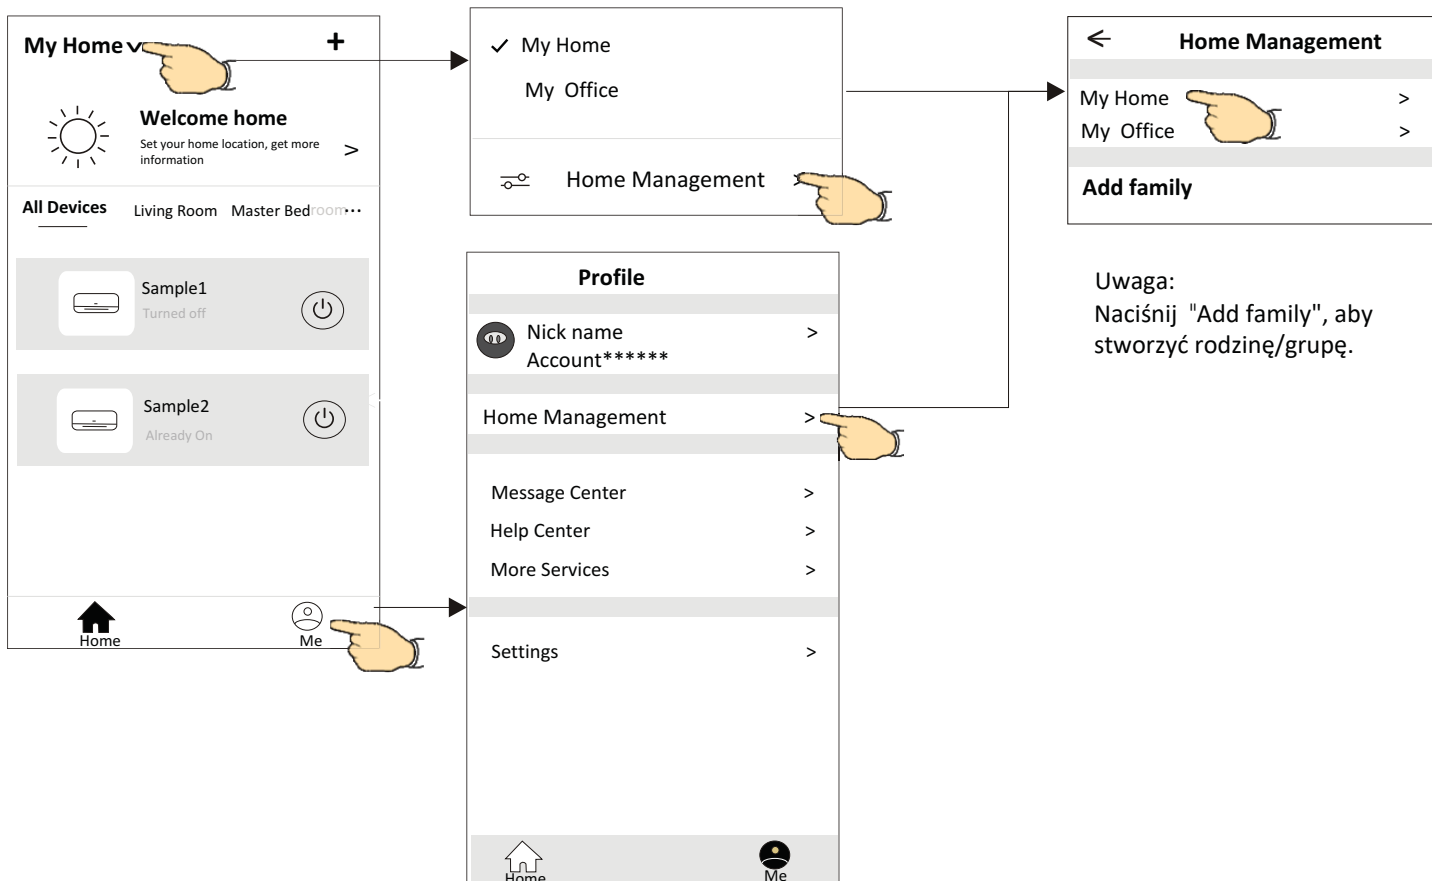 My Home
+
Welcome home
Set your home location, get more
information
>
All Devices Living Room Master Bedroom...
Sample1
Turned off
Sample2
Already On
Home
Me
✓ My Home
My Office
Home Management >
Profile
Nick name >
Account******
Home Management >
Message Center >
Help Center >
More Services >
Settings >
Home
Me
Home Management
My Home >
My Office >
Add family
Uwaga:
Naciśnij "Add family", aby
stworzyć rodzinę/grupę.